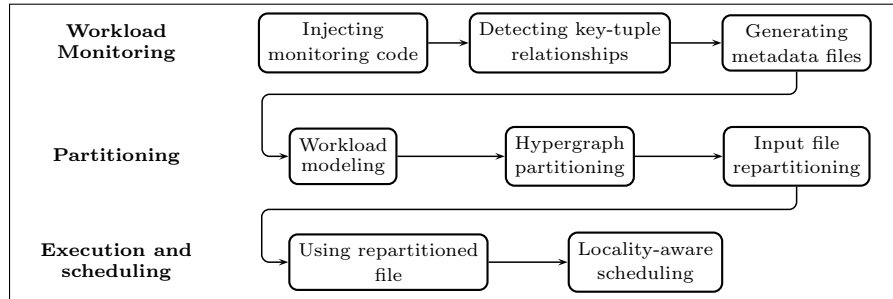 Workload
Monitoring
Injecting
monitoring code
Detecting key-tuple
relationships
Generating
metadata files
Partitioning
Workload
modeling
Hypergraph
partitioning
Input file
repartitioning
Execution and
scheduling
Using repartitioned
file
Locality-aware
scheduling